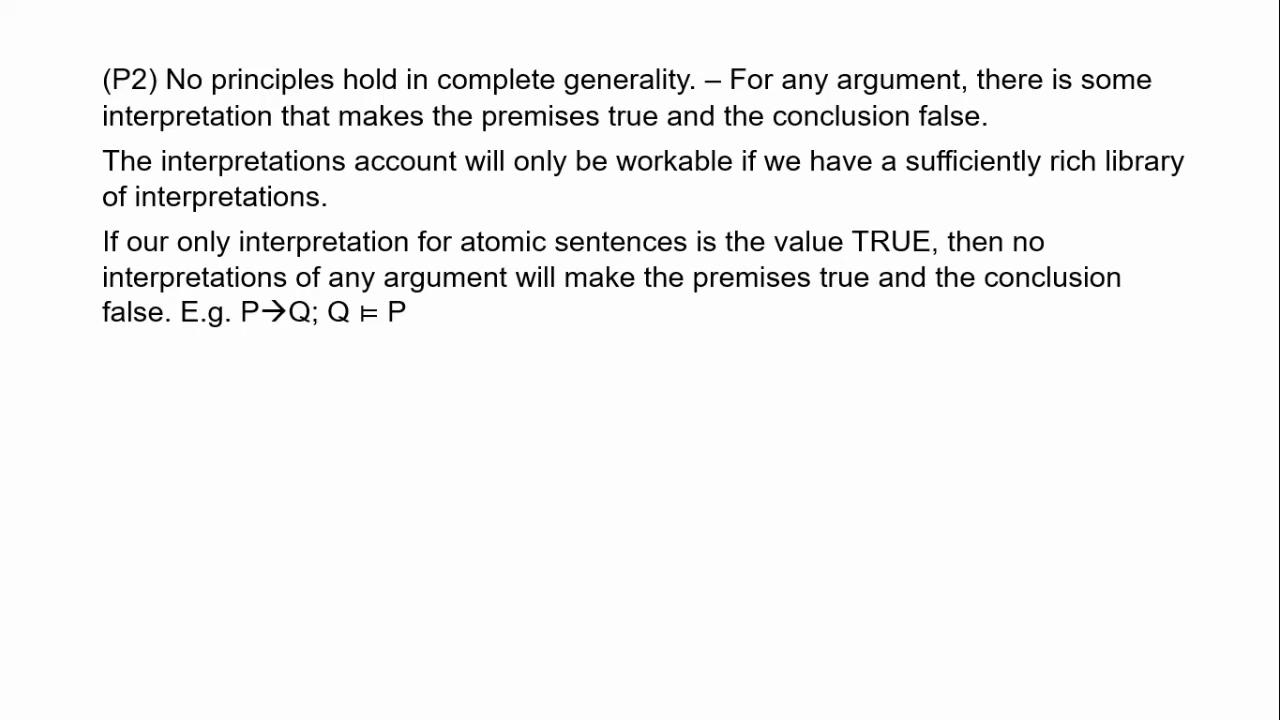 (P2) No principles hold in complete generality. – For any argument, there is some
interpretation that makes the premises true and the conclusion false.
The interpretations account will only be workable if we have a sufficiently rich library
of interpretations.
If our only interpretation for atomic sentences is the value TRUE, then no
interpretations of any argument will make the premises true and the conclusion
false. E.g. P→Q; Q ⊨ P